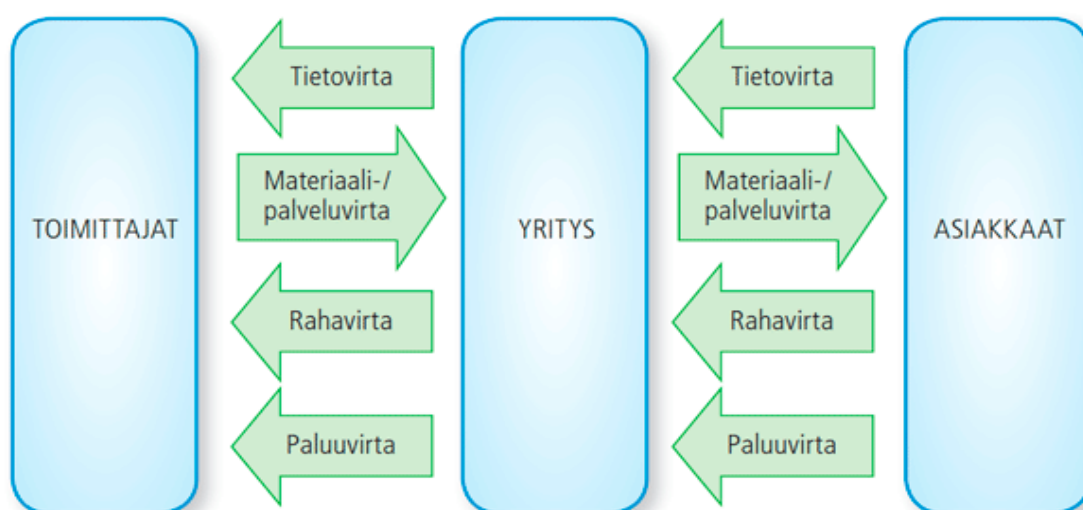 Tietovirta
Tietovirta
Materiaali-/
palveluvirta
Materiaali-/
palveluvirta
TOIMITTAJAT
YRITYS
ASIAKKAAT
Rahavirta
Rahavirta
Paluuvirta
Paluuvirta